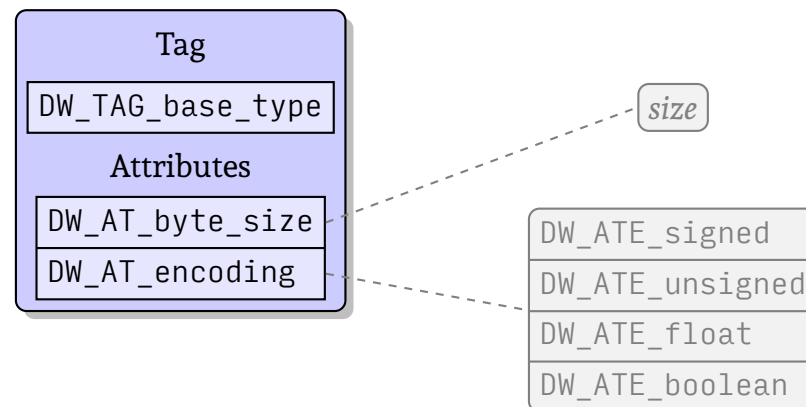 Tag
DW_TAG_base_type
Attributes
DW_AT_byte_size
DW_AT_encoding
size
DW_ATE_signed
DW_ATE_unsigned
DW_ATE_float
DW_ATE_boolean